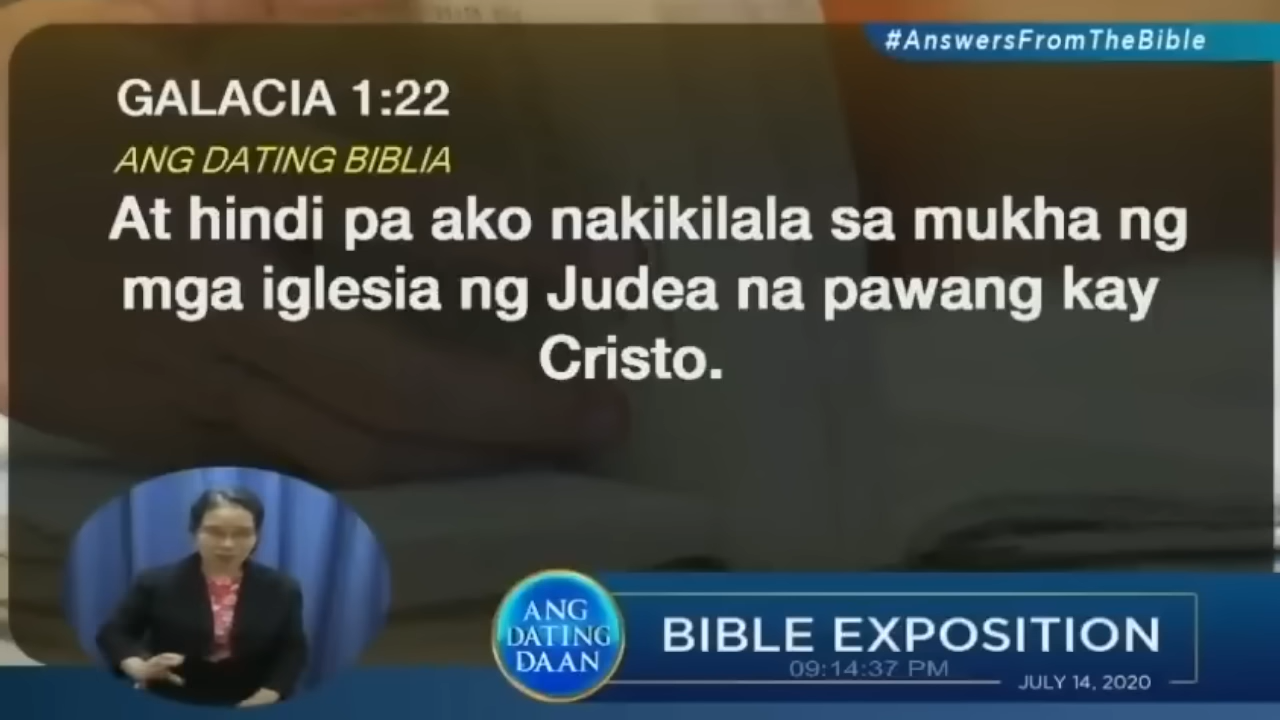 #AnswersFromTheBible
GALACIA 1:22
ANG DATING BIBLIA
At hindi pa ako nakikilala sa mukha ng
mga iglesia ng Judea na pawang kay
Cristo.
ANG
DATING
DAAN
BIBLE EXPOSITION
09:14:37 PM
JULY 14, 2020